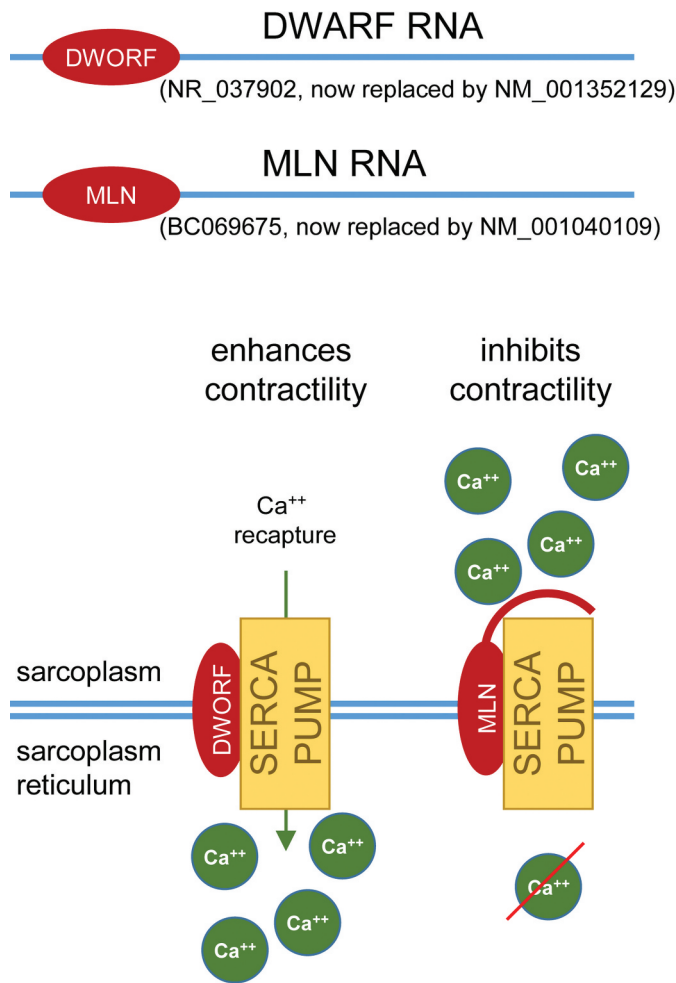 DWARF RNA
DWORF
(NR_037902, now replaced by NM_001352129)
MLN RNA
MLN
(BC069675, now replaced by NM_001040109)
enhances
contractility
inhibits
contractility
Ca++
recapture
Ca++
Ca++
Ca++
Ca++
sarcoplasm
sarcoplasm
reticulum
DWORF
SERCA
PUMP
MLN
SERCA
PUMP
Ca++
Ca++
Ca++
Ca++
Ca++